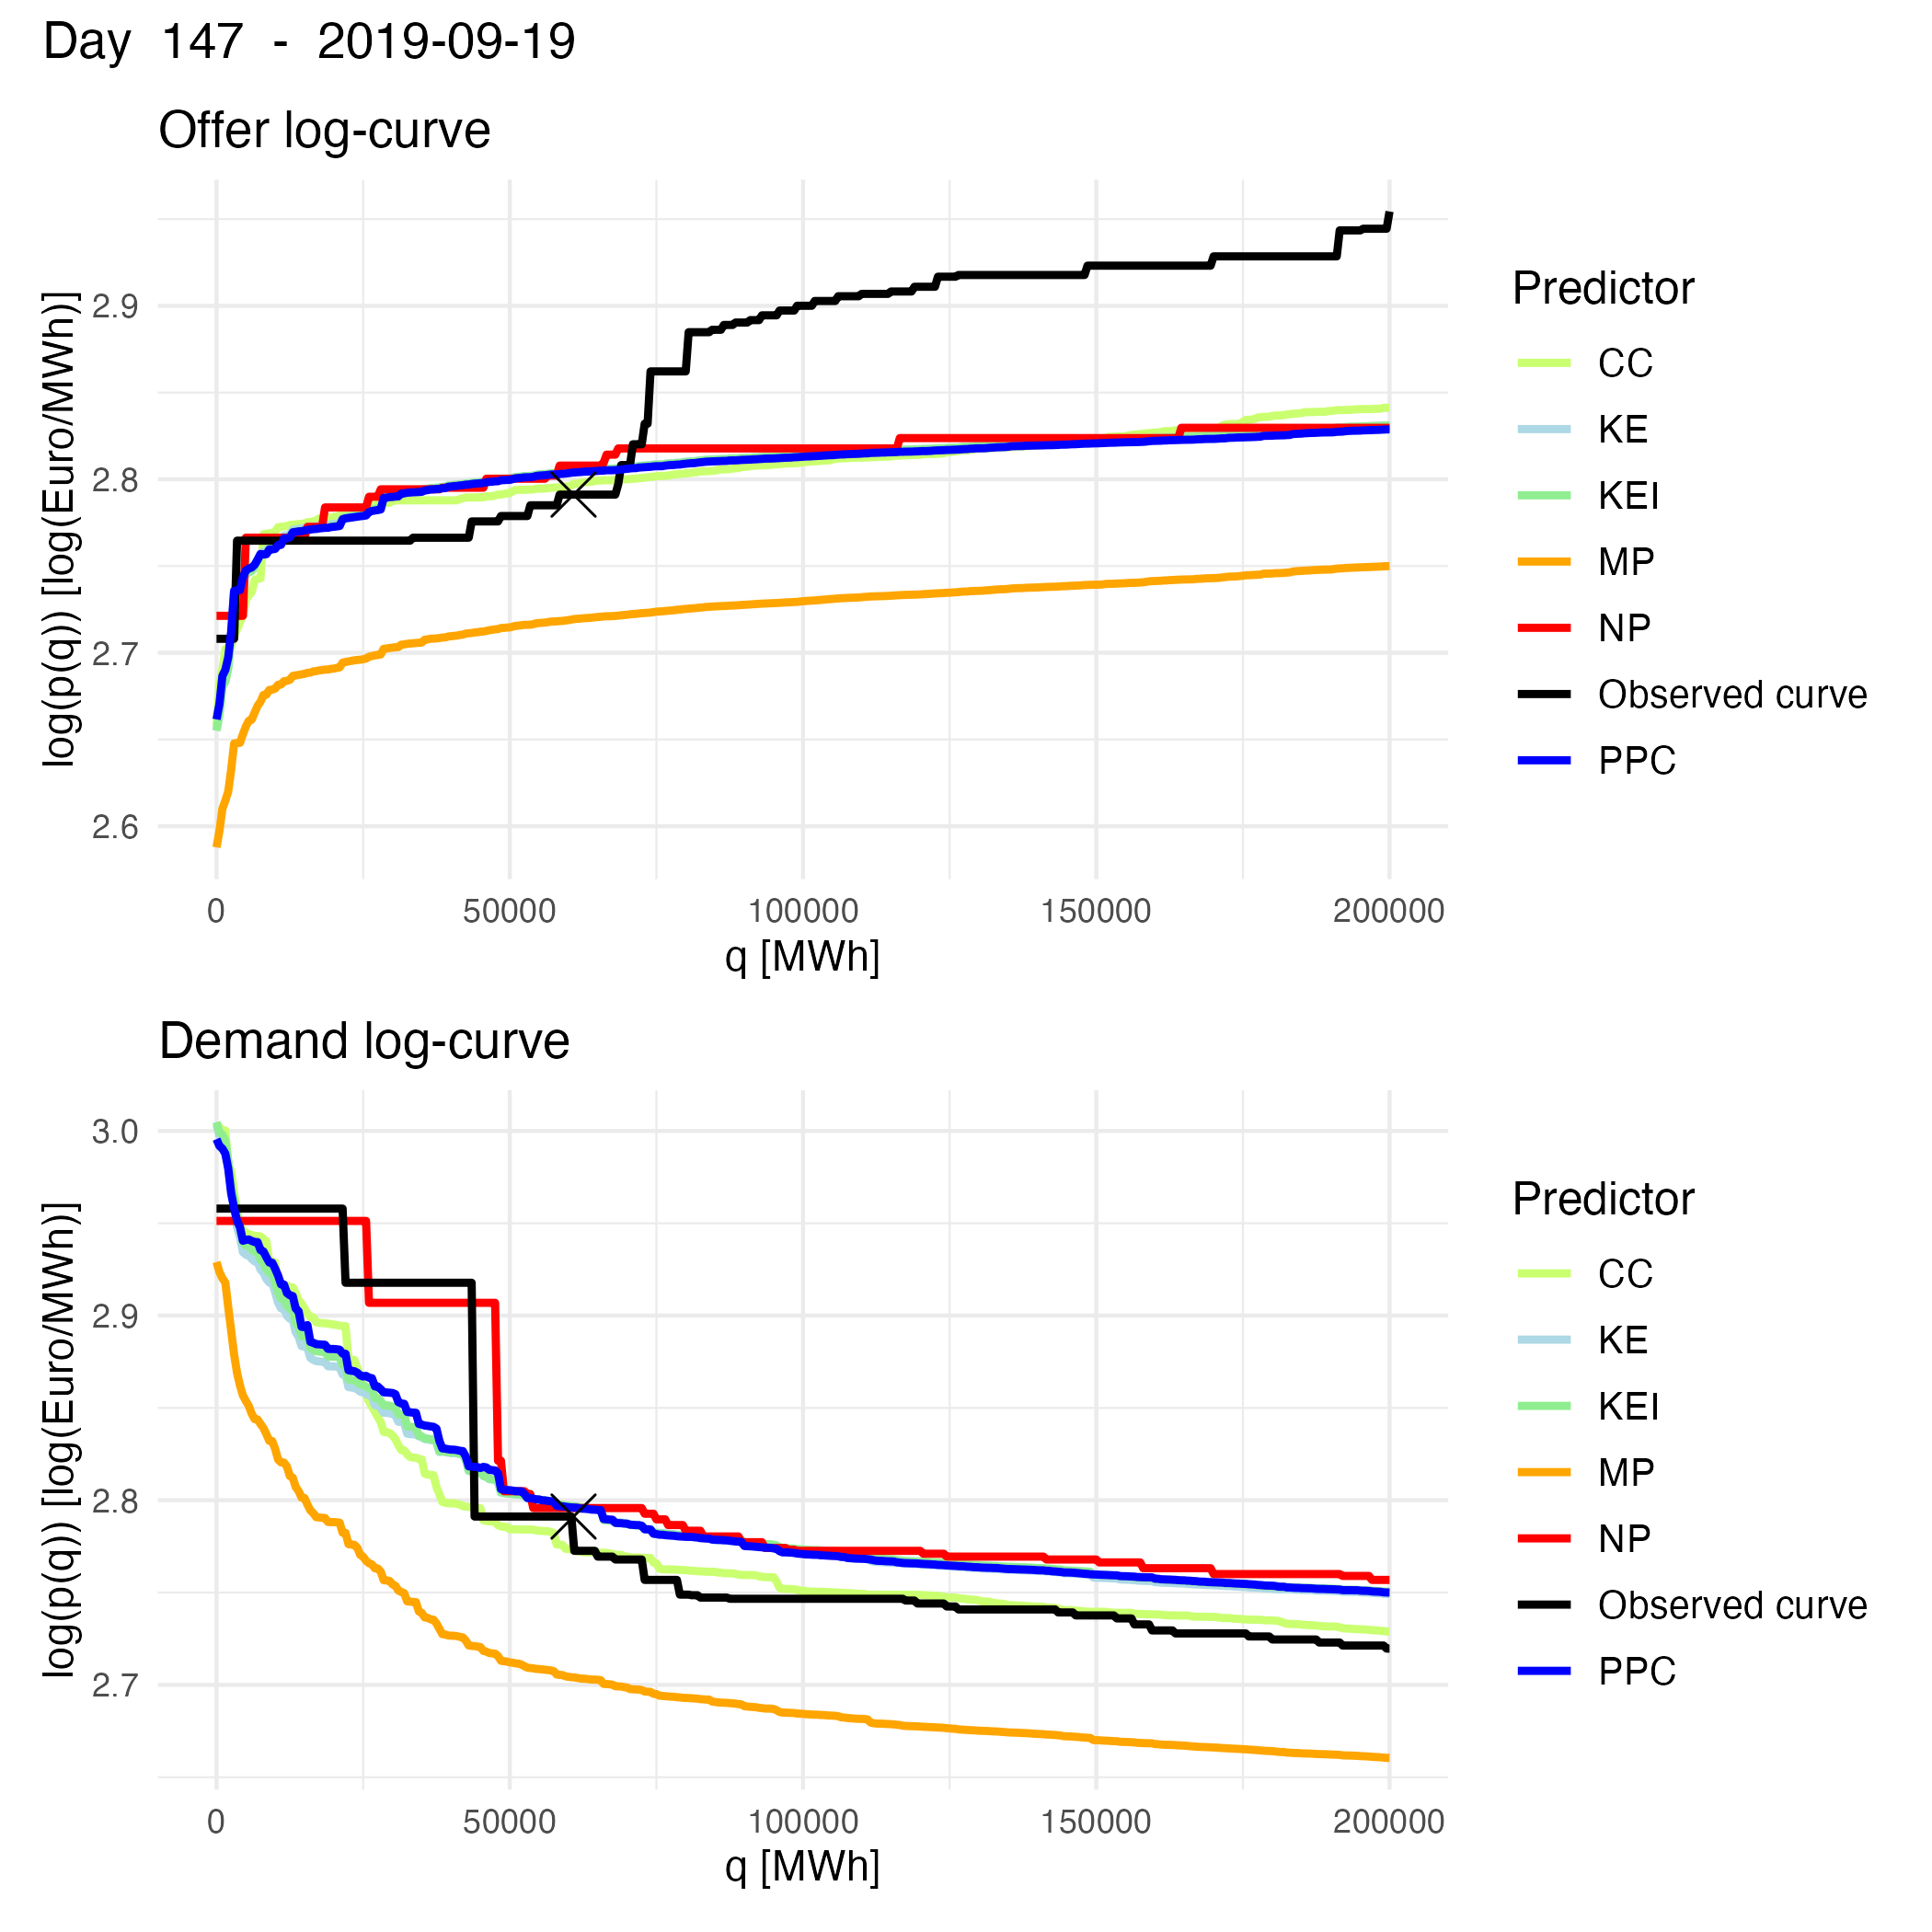 Day 147 - 2019-09-19
Offer log-curve
log(p(q)) [log(Euro/MWh)]
2.9
2.8
2.7
2.6
0 50000 100000 150000 200000
q [MWh]
Predictor
CC
KE
KEI
MP
NP
Observed curve
PPC
Demand log-curve
log(p(q)) [log(Euro/MWh)]
3.0
2.9
2.8
2.7
0 50000 100000 150000 200000
q [MWh]
Predictor
CC
KE
KEI
MP
NP
Observed curve
PPC